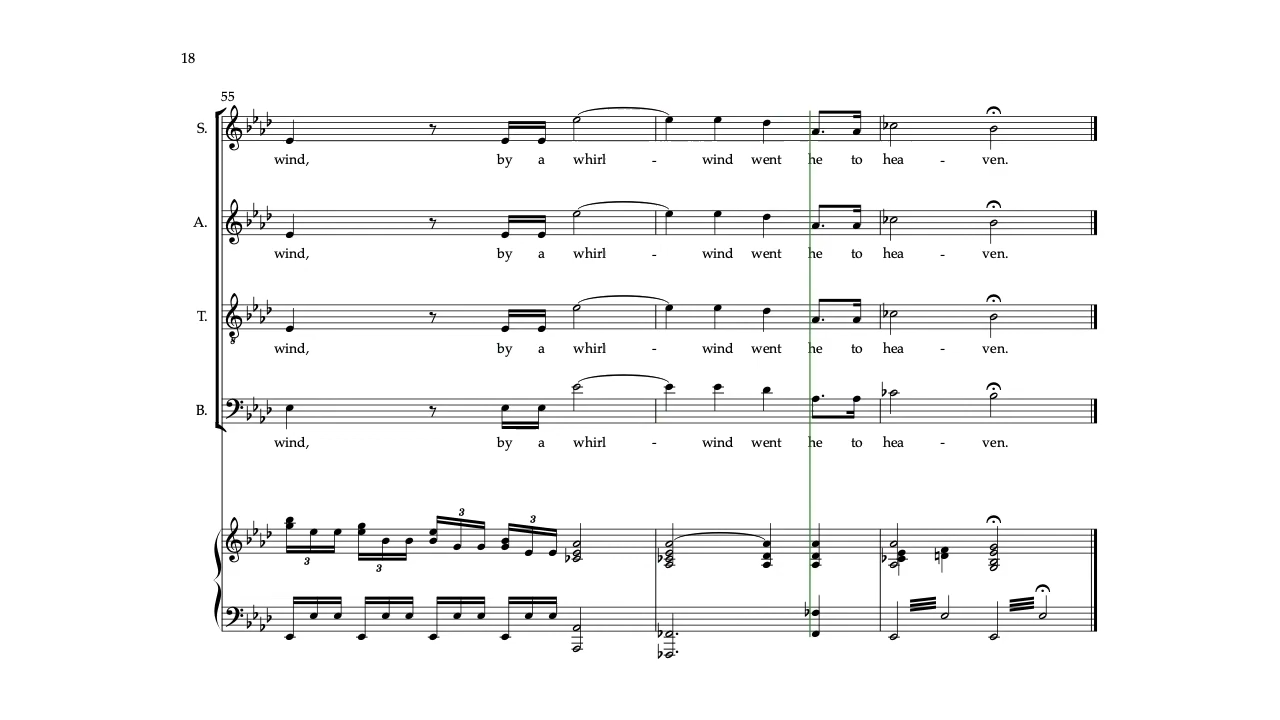 18
55
S.
wind, by a whirl - wind went he to hea - ven.
A.
wind, by a whirl - wind went he to hea - ven.
T.
wind, by a whirl - wind went he to hea - ven.
B.
wind, by a whirl - wind went he to hea - ven.
3 3
3 3